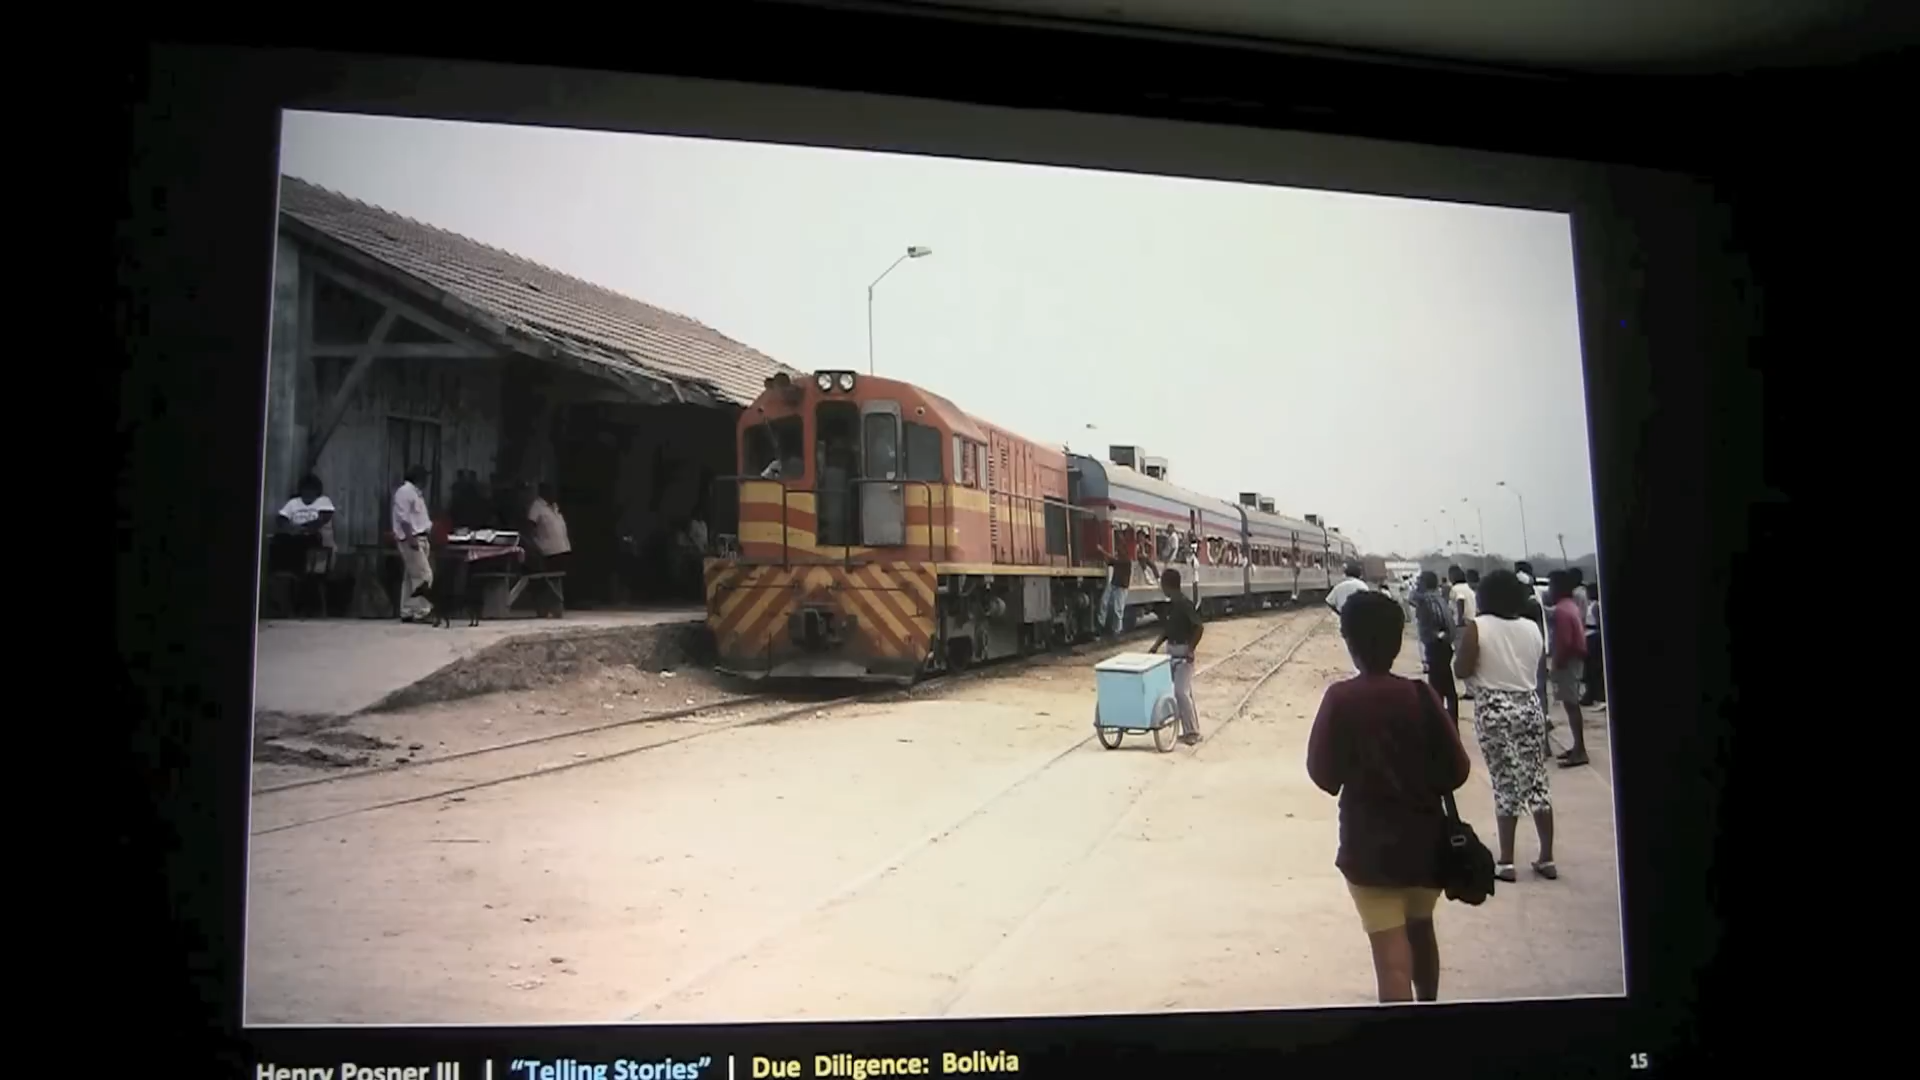 Henry Posner III | “Telling Stories” | Due Diligence: Bolivia 15